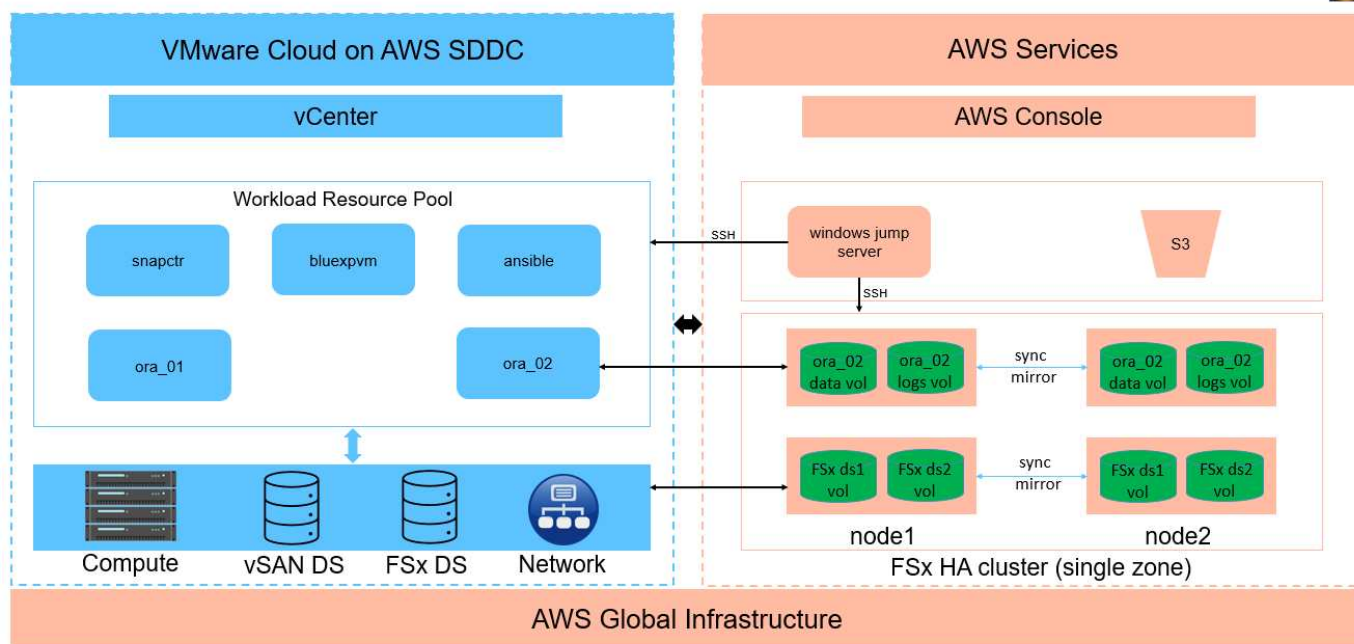 VMware Cloud on AWS SDDC
vCenter
Workload Resource Pool
snapctr
bluexpvm
ansible
ora_01
ora_02
Compute
vSAN DS
FSx DS
Network
AWS Services
AWS Console
SSH
windows jump
server
S3
SSH
ora_02
data vol
ora_02
logs vol
sync
mirror
ora_02
data vol
ora_02
logs vol
FSx ds1
vol
FSx ds2
vol
sync
mirror
FSx ds1
vol
FSx ds2
vol
node1
node2
FSx HA cluster (single zone)
AWS Global Infrastructure